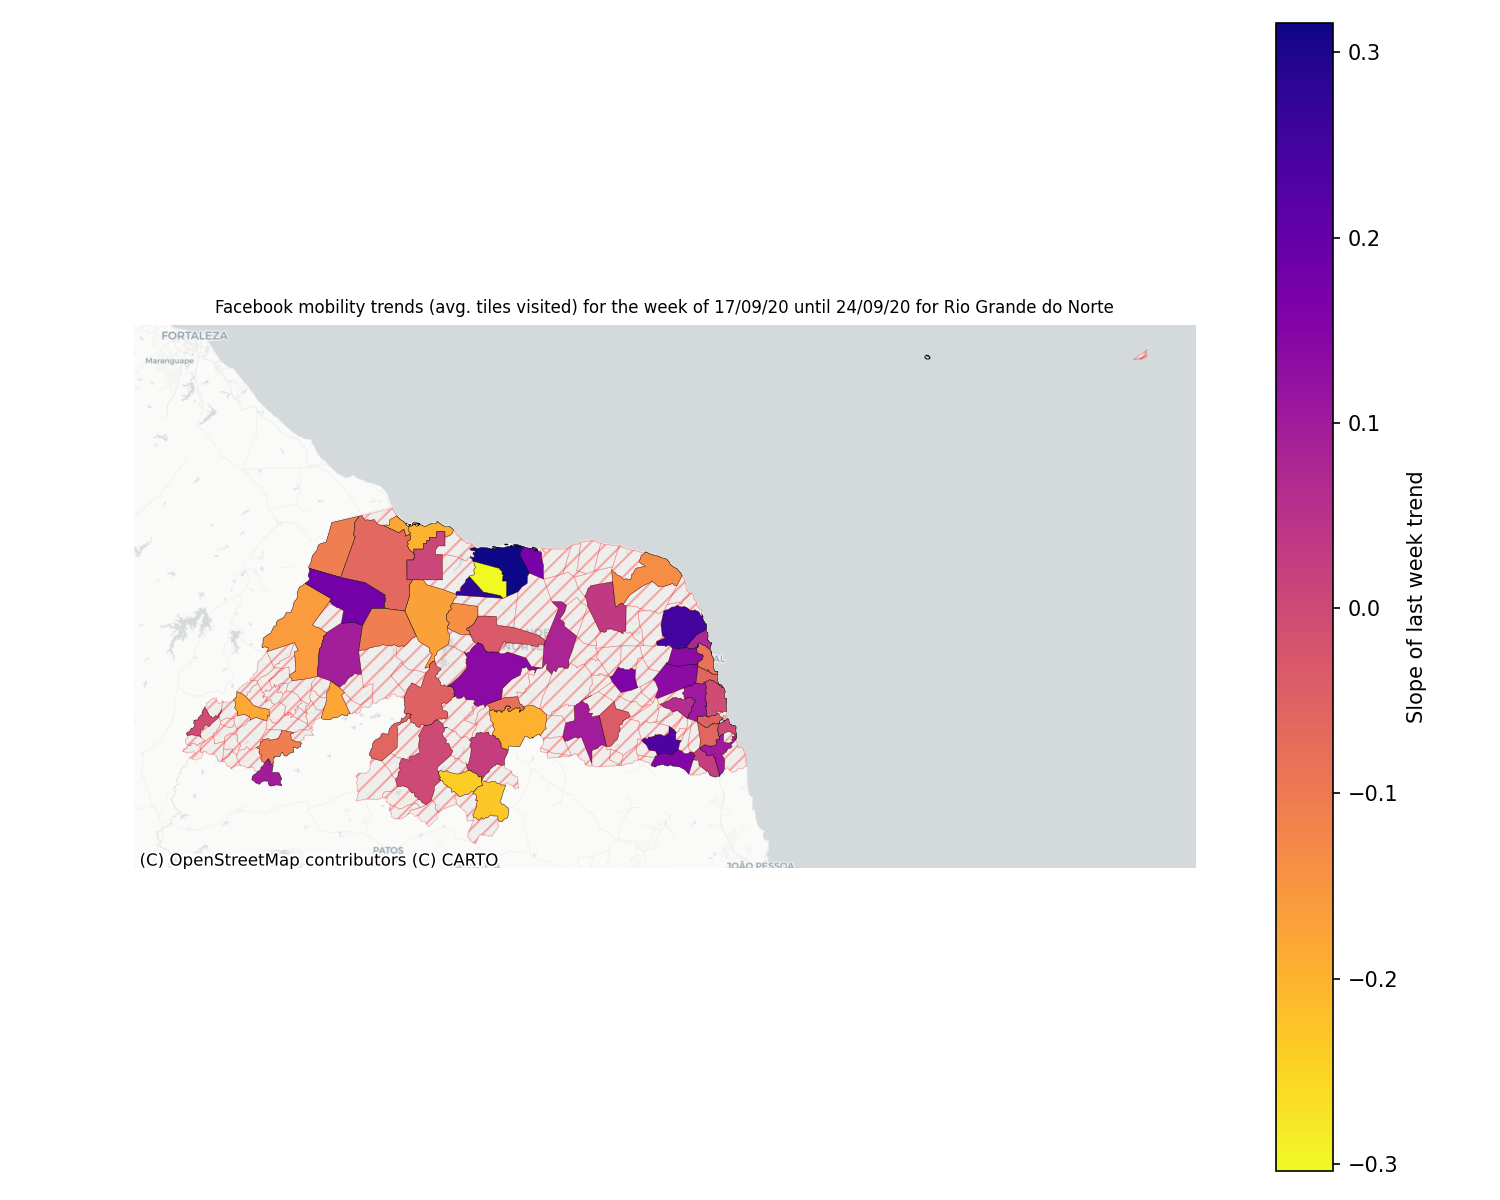 Facebook mobility trends (avg. tiles visited) for the week of 17/09/20 until 24/09/20 for Rio Grande do Norte
FORTALEZA
Maranguape
NORTE
PATOS
JOÃO PESSOA
(C) OpenStreetMap contributors (C) CARTO
0.3
0.2
0.1
0.0
−0.1
−0.2
−0.3
Slope of last week trend